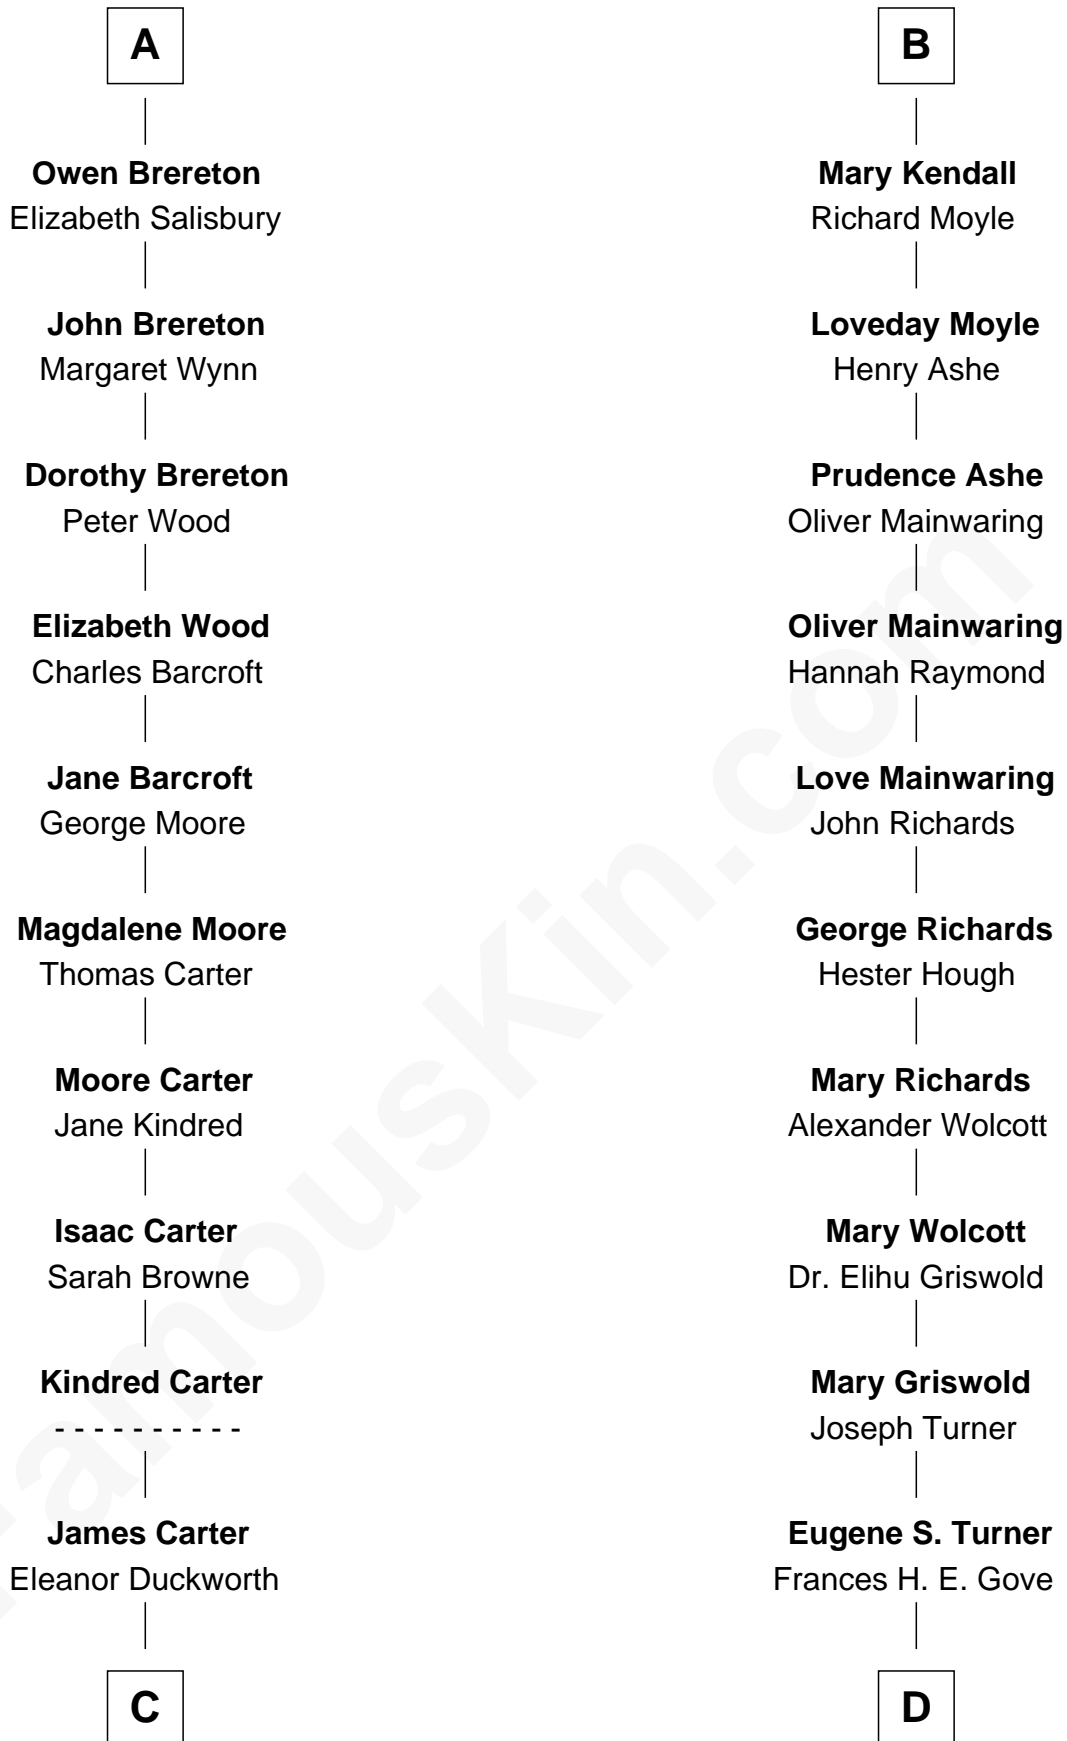 A
Owen Brereton
Elizabeth Salisbury
John Brereton
Margaret Wynn
Dorothy Brereton
Peter Wood
Elizabeth Wood
Charles Barcroft
Jane Barcroft
George Moore
Magdalene Moore
Thomas Carter
Moore Carter
Jane Kindred
Isaac Carter
Sarah Browne
Kindred Carter
- - - - - - - - - -
James Carter
Eleanor Duckworth
C
B
Mary Kendall
Richard Moyle
Loveday Moyle
Henry Ashe
Prudence Ashe
Oliver Mainwaring
Oliver Mainwaring
Hannah Raymond
Love Mainwaring
John Richards
George Richards
Hester Hough
Mary Richards
Alexander Wolcott
Mary Wolcott
Dr. Elihu Griswold
Mary Griswold
Joseph Turner
Eugene S. Turner
Frances H. E. Gove
D
FamousKin.com